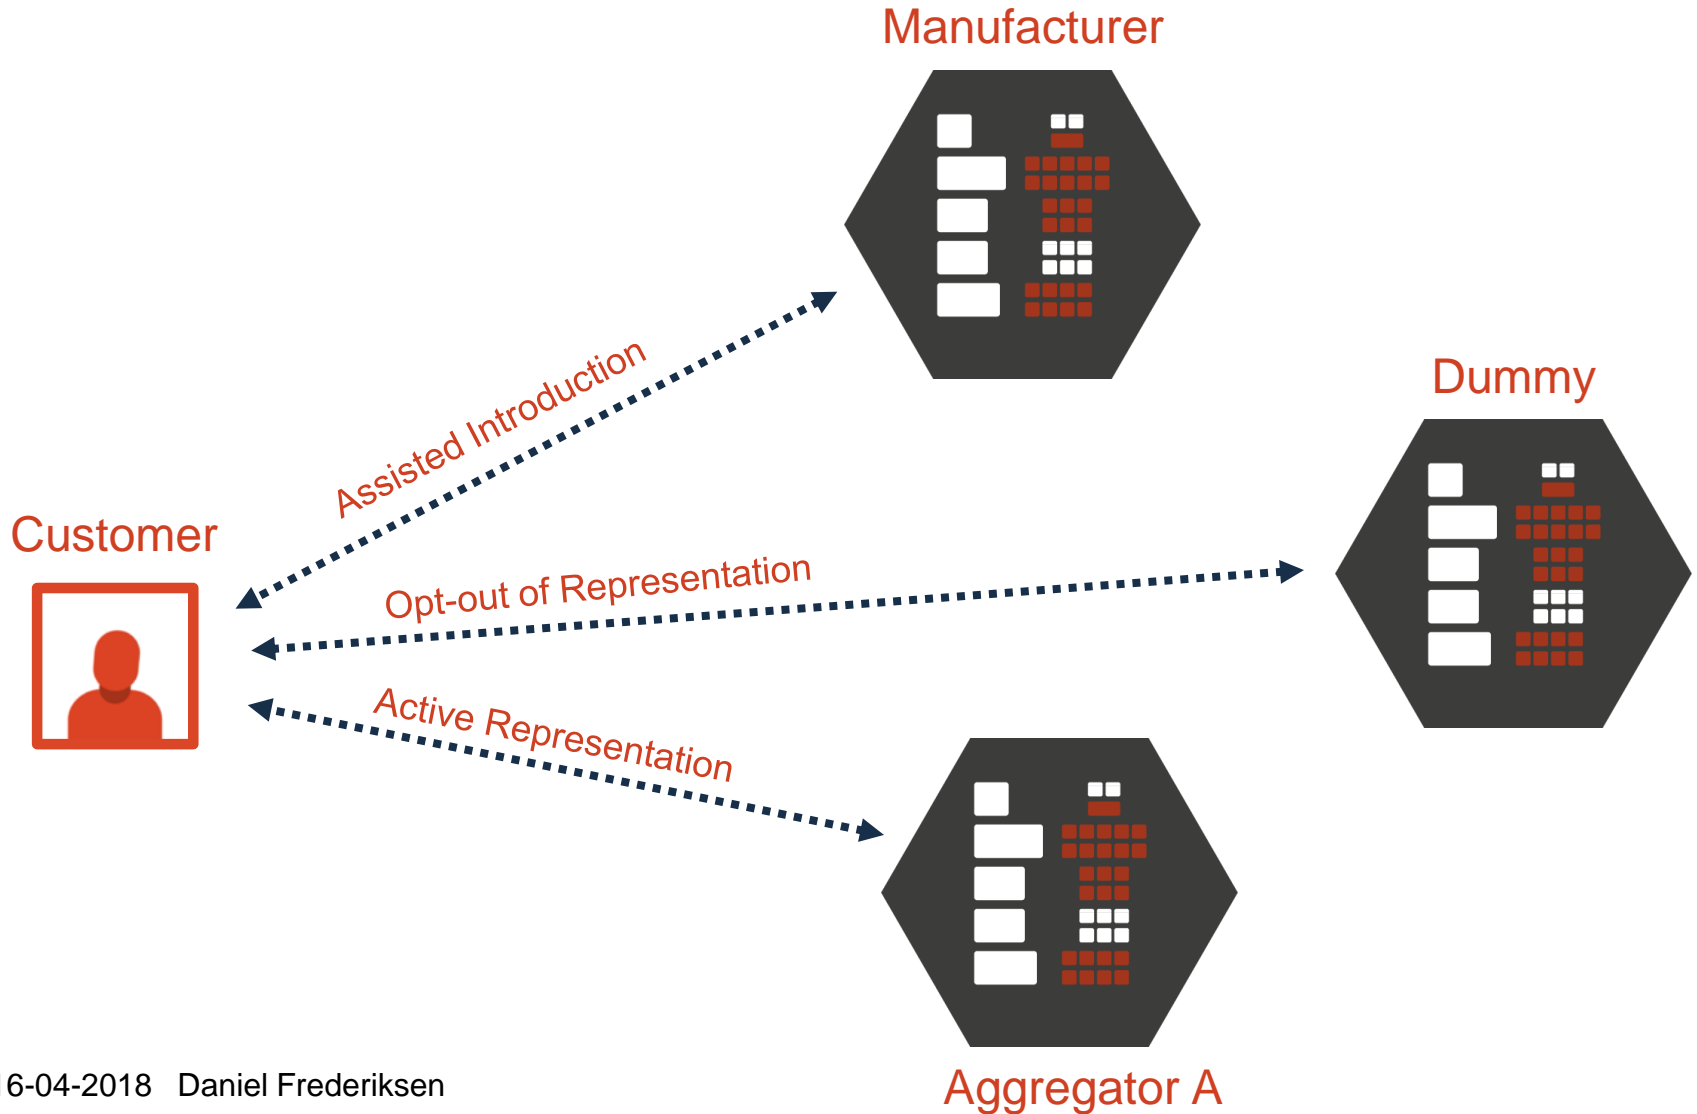 Manufacturer
Dummy
Assisted Introduction
Customer
Opt-out of Representation
Active Representation
6-04-2018 Daniel Frederiksen
Aggregator A